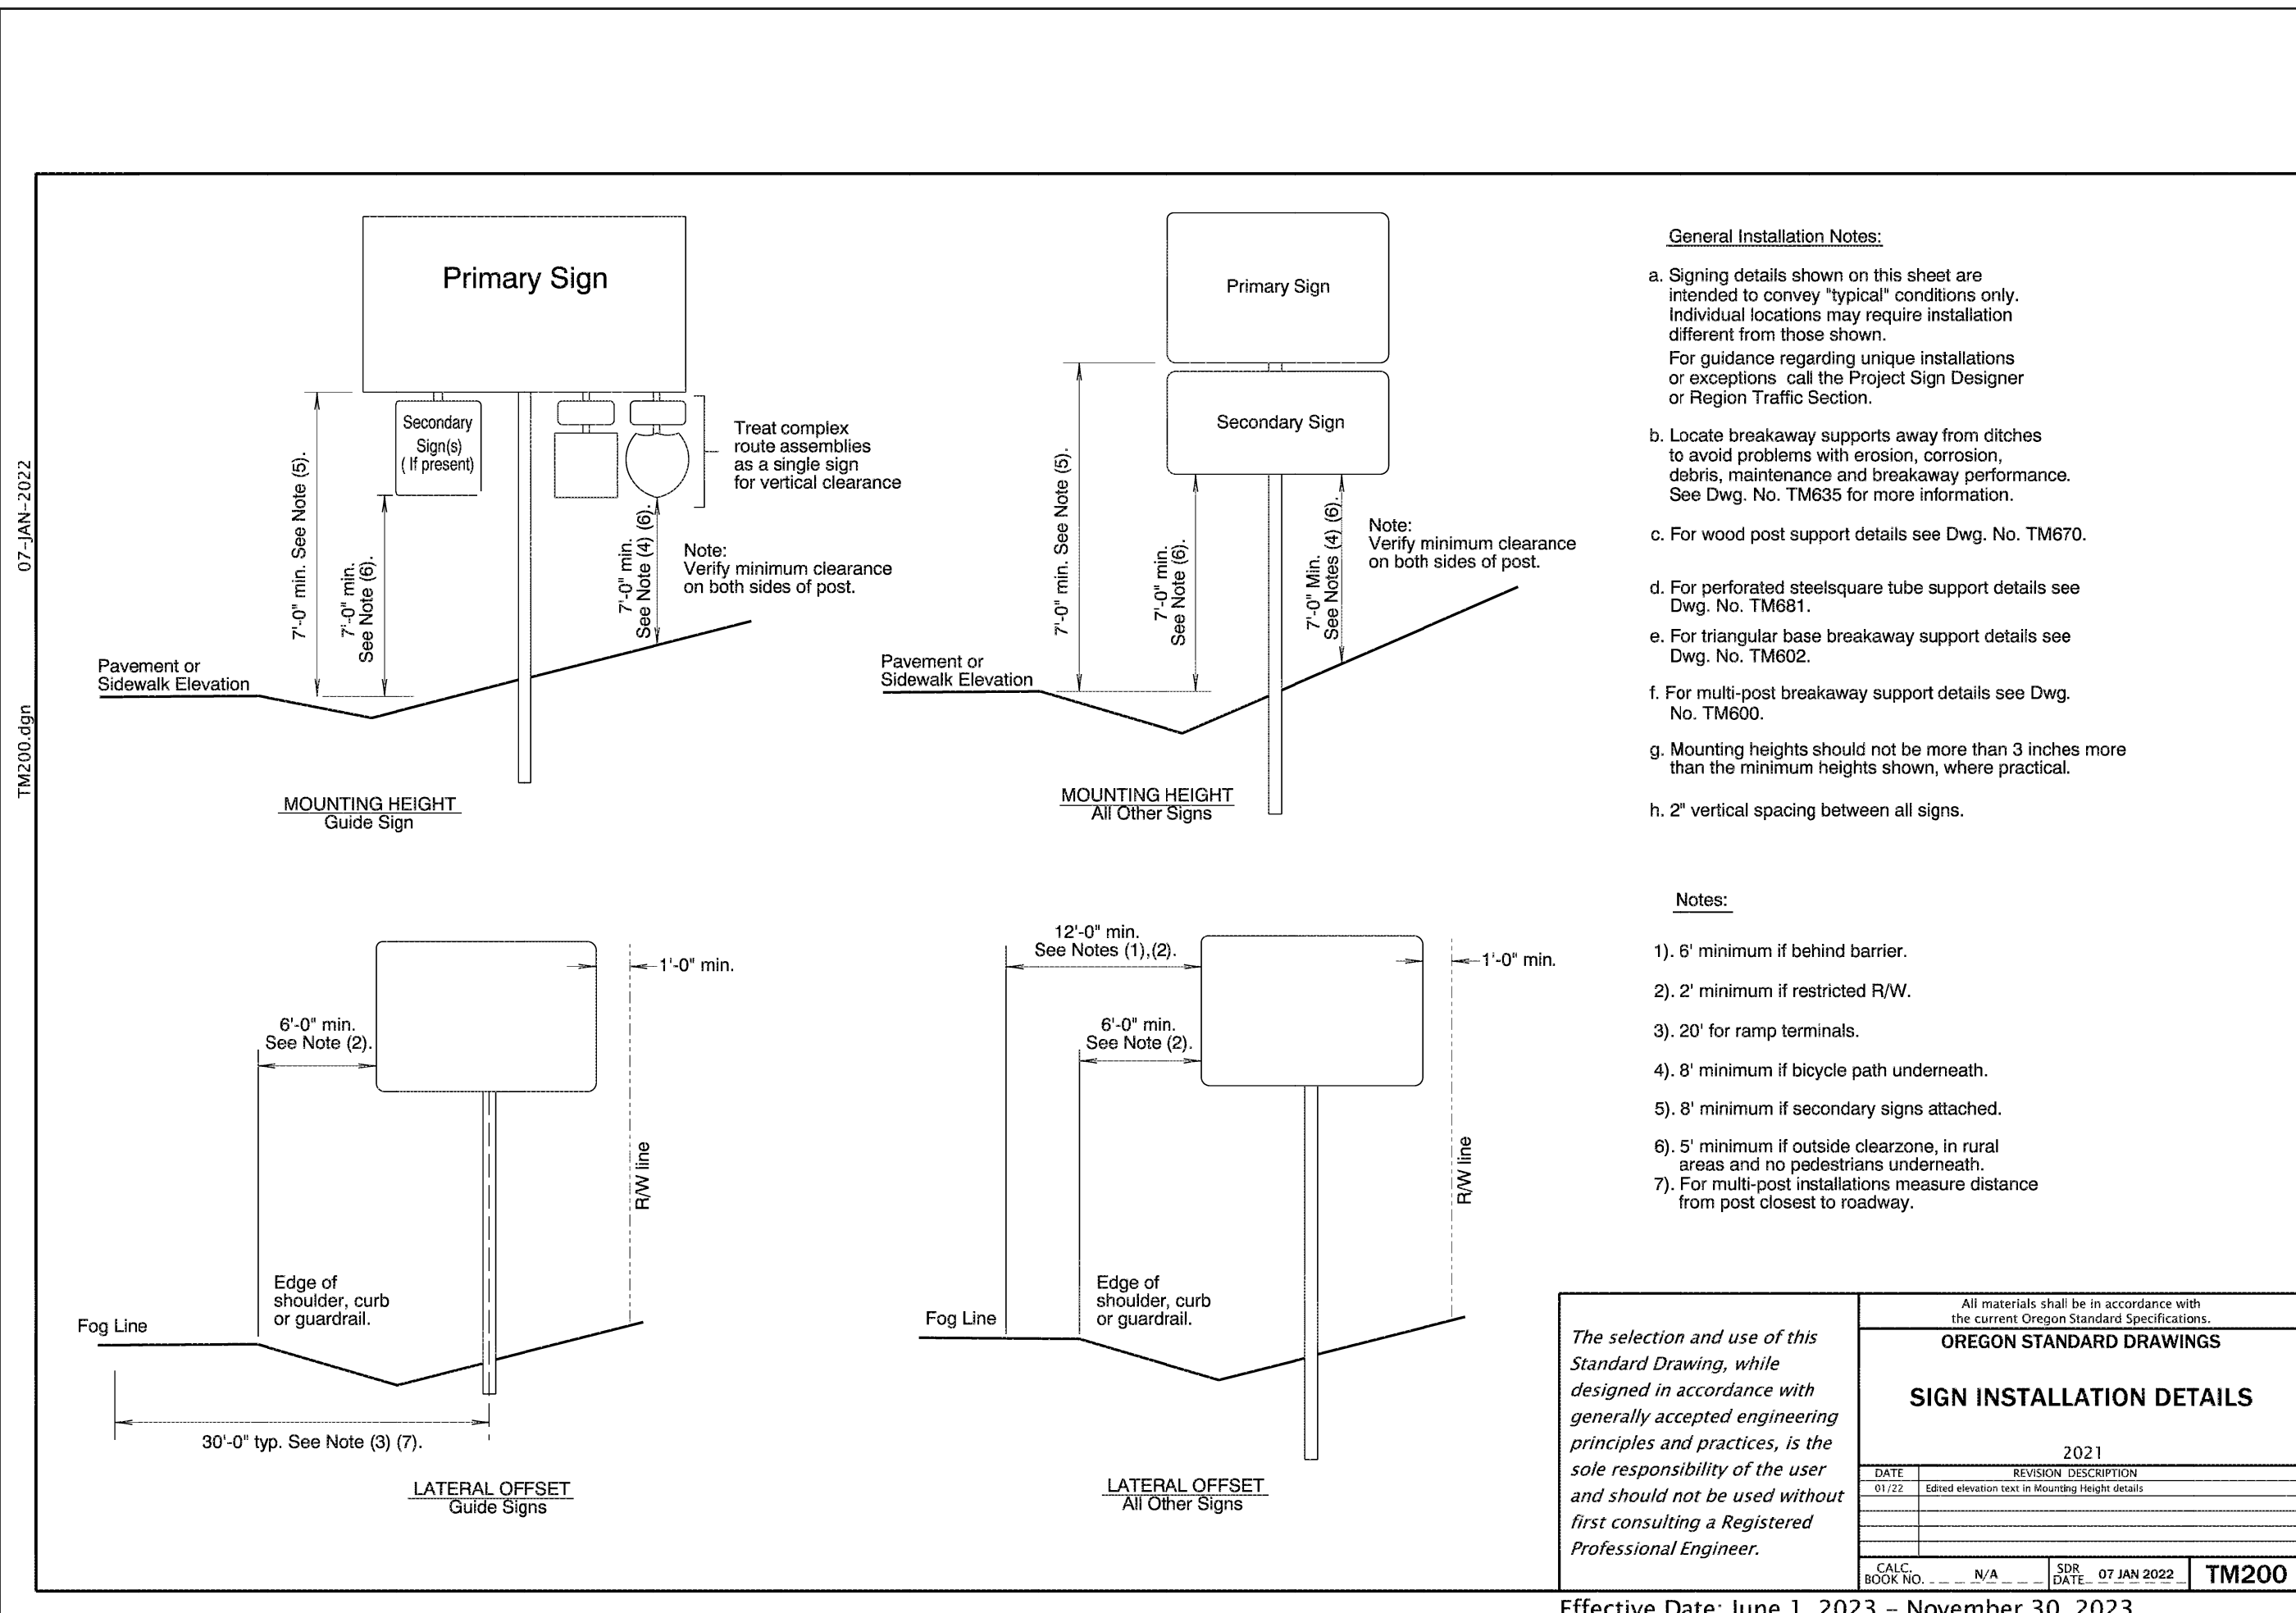 07-JAN-2022
TM200.dgn
Primary Sign
Secondary
Sign(s)
( If present)
Treat complex
route assemblies
as a single sign
for vertical clearance
7'-0" min. See Note (5).
7'-0" min.
See Note (6).
7'-0" min.
See Note (4) (6).
Note:
Verify minimum clearance
on both sides of post.
Pavement or
Sidewalk Elevation
MOUNTING HEIGHT
Guide Sign
Primary Sign
Secondary Sign
7'-0" min. See Note (5).
7'-0" min.
See Note (6).
7'-0" Min.
See Notes (4) (6).
Note:
Verify minimum clearance
on both sides of post.
Pavement or
Sidewalk Elevation
MOUNTING HEIGHT
All Other Signs
General Installation Notes:
a. Signing details shown on this sheet are
intended to convey "typical" conditions only.
Individual locations may require installation
different from those shown.
For guidance regarding unique installations
or exceptions call the Project Sign Designer
or Region Traffic Section.
b. Locate breakaway supports away from ditches
to avoid problems with erosion, corrosion,
debris, maintenance and breakaway performance.
See Dwg. No. TM635 for more information.
c. For wood post support details see Dwg. No. TM670.
d. For perforated steelsquare tube support details see
Dwg. No. TM681.
e. For triangular base breakaway support details see
Dwg. No. TM602.
f. For multi-post breakaway support details see Dwg.
No. TM600.
g. Mounting heights should not be more than 3 inches more
than the minimum heights shown, where practical.
h. 2" vertical spacing between all signs.
1'-0" min.
6'-0" min.
See Note (2).
R/W line
Edge of
shoulder, curb
or guardrail.
Fog Line
30'-0" typ. See Note (3) (7).
LATERAL OFFSET
Guide Signs
12'-0" min.
See Notes (1),(2).
1'-0" min.
6'-0" min.
See Note (2).
R/W line
Edge of
shoulder, curb
or guardrail.
Fog Line
LATERAL OFFSET
All Other Signs
Notes:
1). 6' minimum if behind barrier.
2). 2' minimum if restricted R/W.
3). 20' for ramp terminals.
4). 8' minimum if bicycle path underneath.
5). 8' minimum if secondary signs attached.
6). 5' minimum if outside clearzone, in rural
areas and no pedestrians underneath.
7). For multi-post installations measure distance
from post closest to roadway.
The selection and use of this
Standard Drawing, while
designed in accordance with
generally accepted engineering
principles and practices, is the
sole responsibility of the user
and should not be used without
first consulting a Registered
Professional Engineer.
All materials shall be in accordance with
the current Oregon Standard Specifications.
OREGON STANDARD DRAWINGS
SIGN INSTALLATION DETAILS
2021
DATE REVISION DESCRIPTION
01/22 Edited elevation text in Mounting Height details
CALC.
BOOK NO. N/A
SDR
DATE 07 JAN 2022
TM200
Effective Date: June 1, 2023 – November 30, 2023